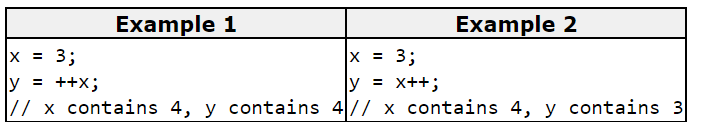 Example 1
x = 3;
y = ++x;
// x contains 4, y contains 4
Example 2
x = 3;
y = x++;
// x contains 4, y contains 3